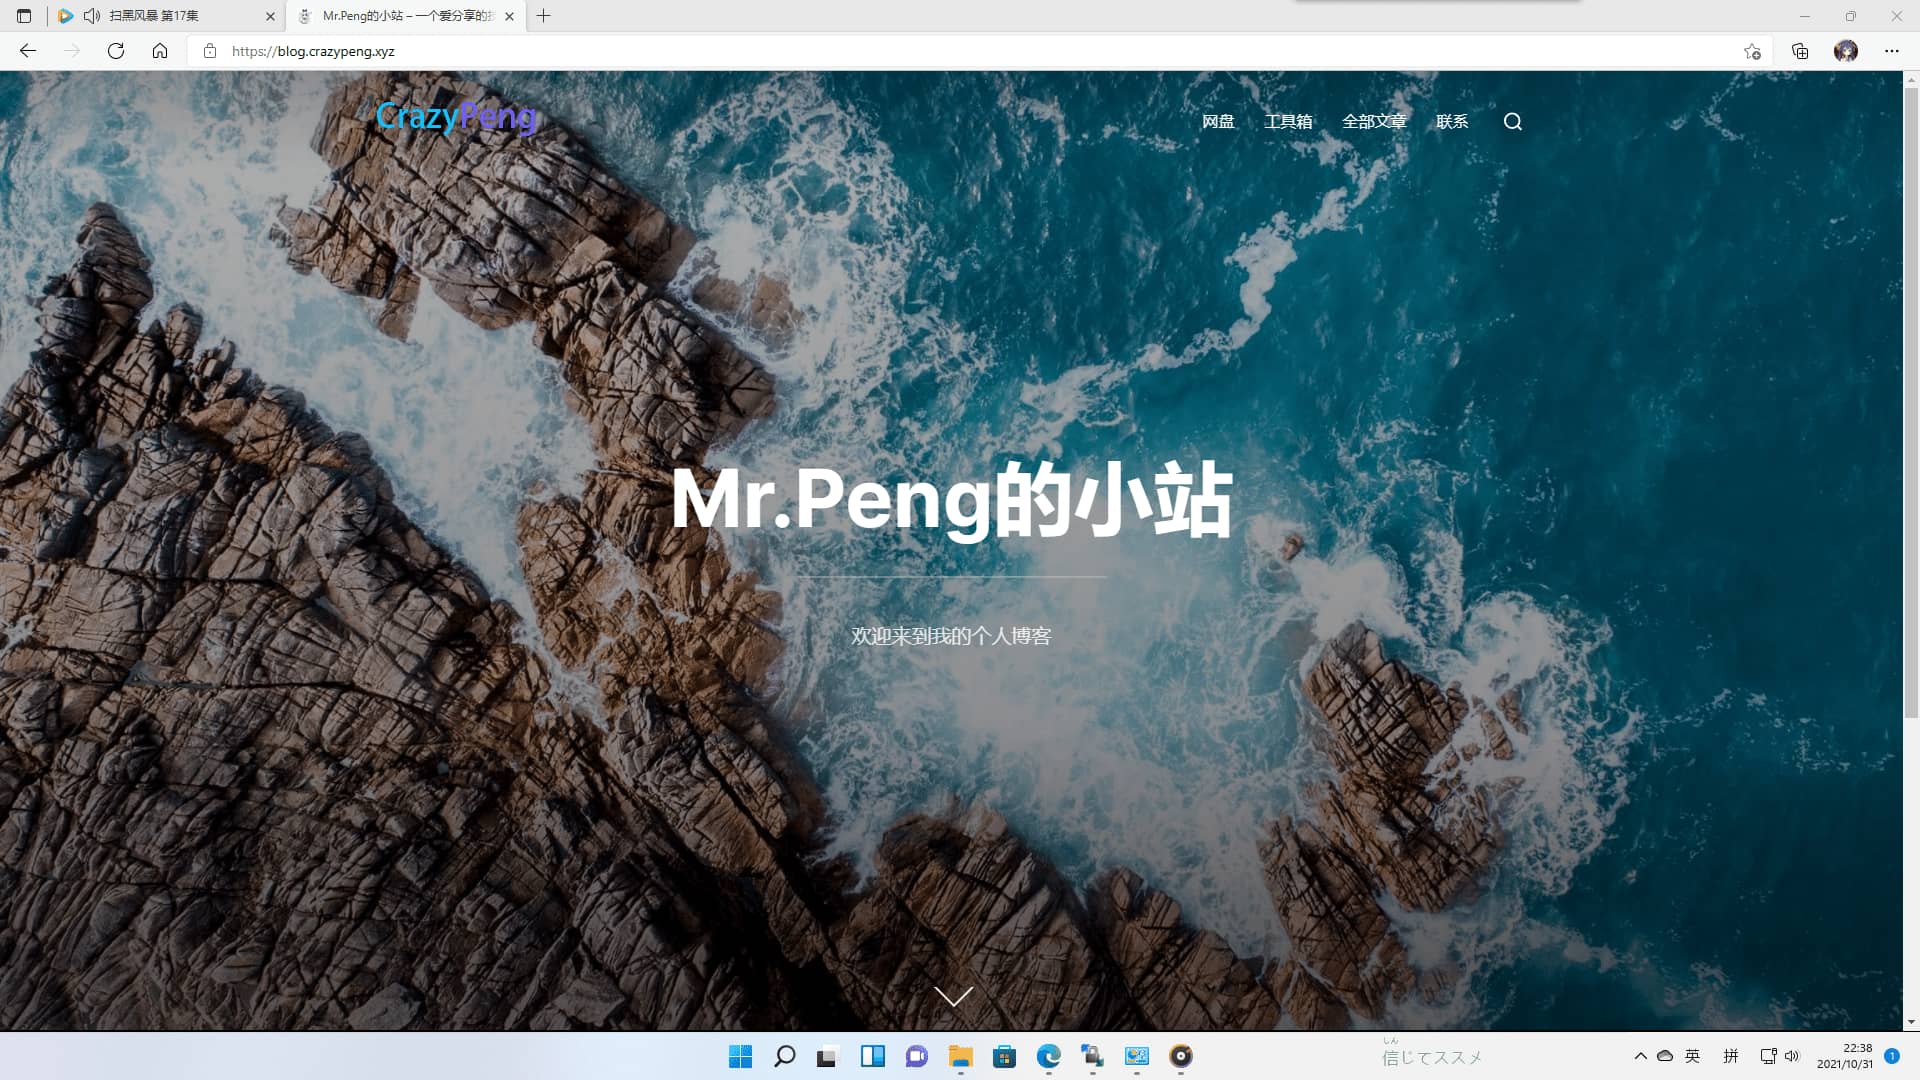 扫黑风暴 第17集
Mr.Peng的小站 – 一个爱分享的技
https://blog.crazypeng.xyz
CrazyPeng
网盘 工具箱 全部文章 联系
Mr.Peng的小站
欢迎来到我的个人博客
しん
信じてススメ
英 拼
22:38
2021/10/31
1